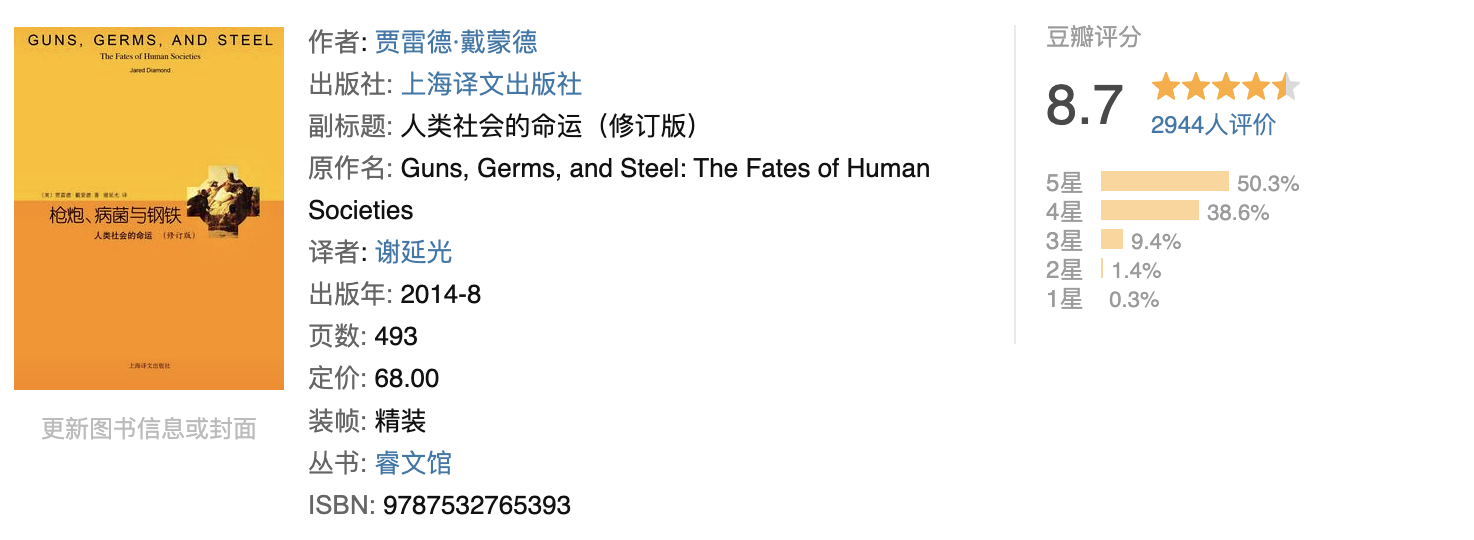 GUNS, GERMS, AND STEEL
The Fates of Human Societies
Jared Diamond
〔美〕贾雷德·戴蒙德 著 谢延光 译
枪炮、病菌与钢铁
人类社会的命运 （修订版）
上海译文出版社
更新图书信息或封面
作者: 贾雷德·戴蒙德
出版社: 上海译文出版社
副标题: 人类社会的命运（修订版）
原作名: Guns, Germs, and Steel: The Fates of Human
Societies
译者: 谢延光
出版年: 2014-8
页数: 493
定价: 68.00
装帧: 精装
丛书: 睿文馆
ISBN: 9787532765393
豆瓣评分
8.7
2944人评价
5星 50.3%
4星 38.6%
3星 9.4%
2星 1.4%
1星 0.3%